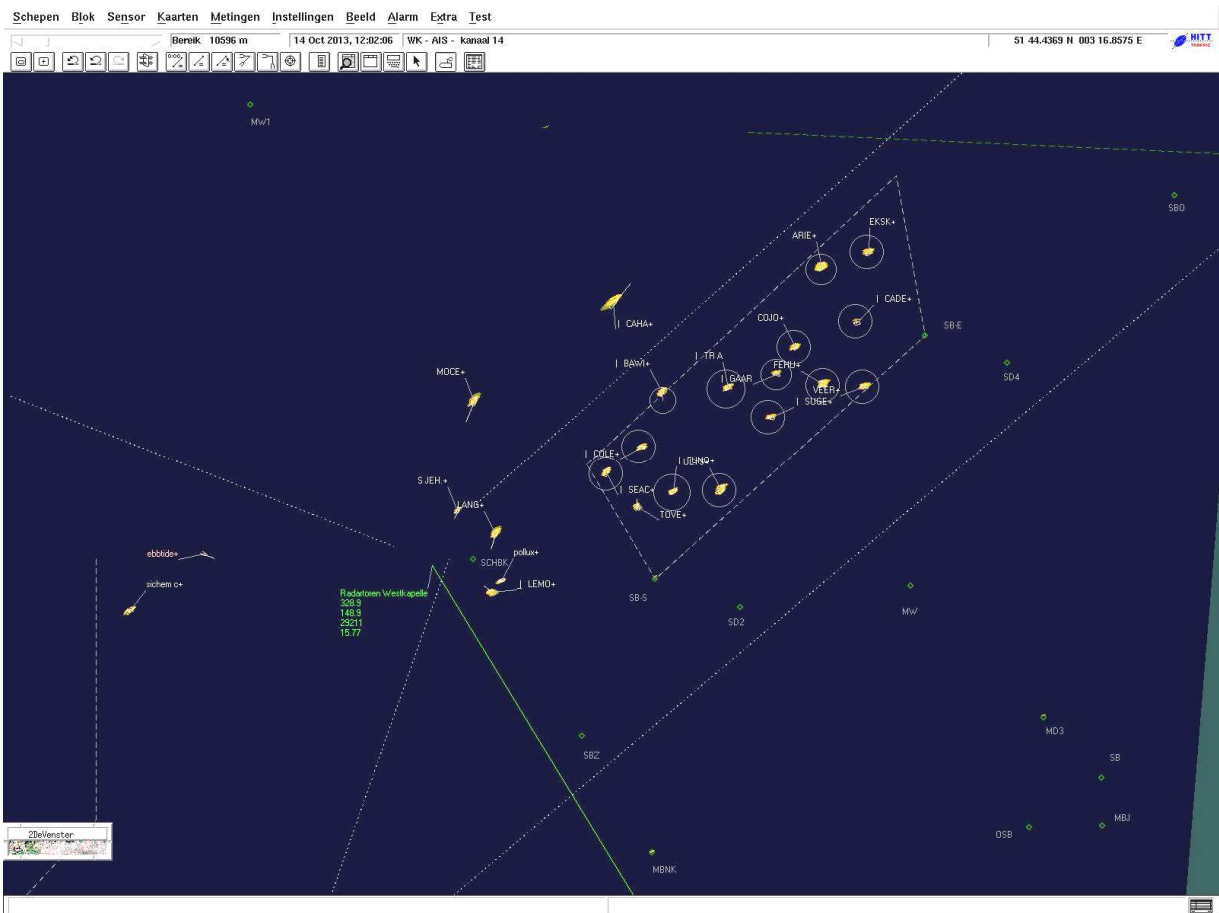 Schepen Blok Sensor Kaarten Metingen Instellingen Beeld Alarm Extra Test
Bereik 10596 m 14 Oct 2013, 12:02:06 WK - AIS - kanaal 14 51 44.4369 N 003 16.8575 E HITT
TRAFFIC
MW1
SBO
EKSK+
ARIE+
CADE+
CAHA+
COJO+
SB-E
BAWI+
TR A
FEHU+
MOCE+
GAAR
SD4
VEER+
SUGE+
COLE+
S JEH.+
SEAC+
LANG+
TOVE+
ebbtide+
pollux+
SCHBK
sichem c+
LEMO+
Radartoren Westkapelle
328.9
148.9
29211
15.77
SB-S
SD2
MW
MD3
SBZ
SB
MBJ
OSB
2DeVenster
MBNK